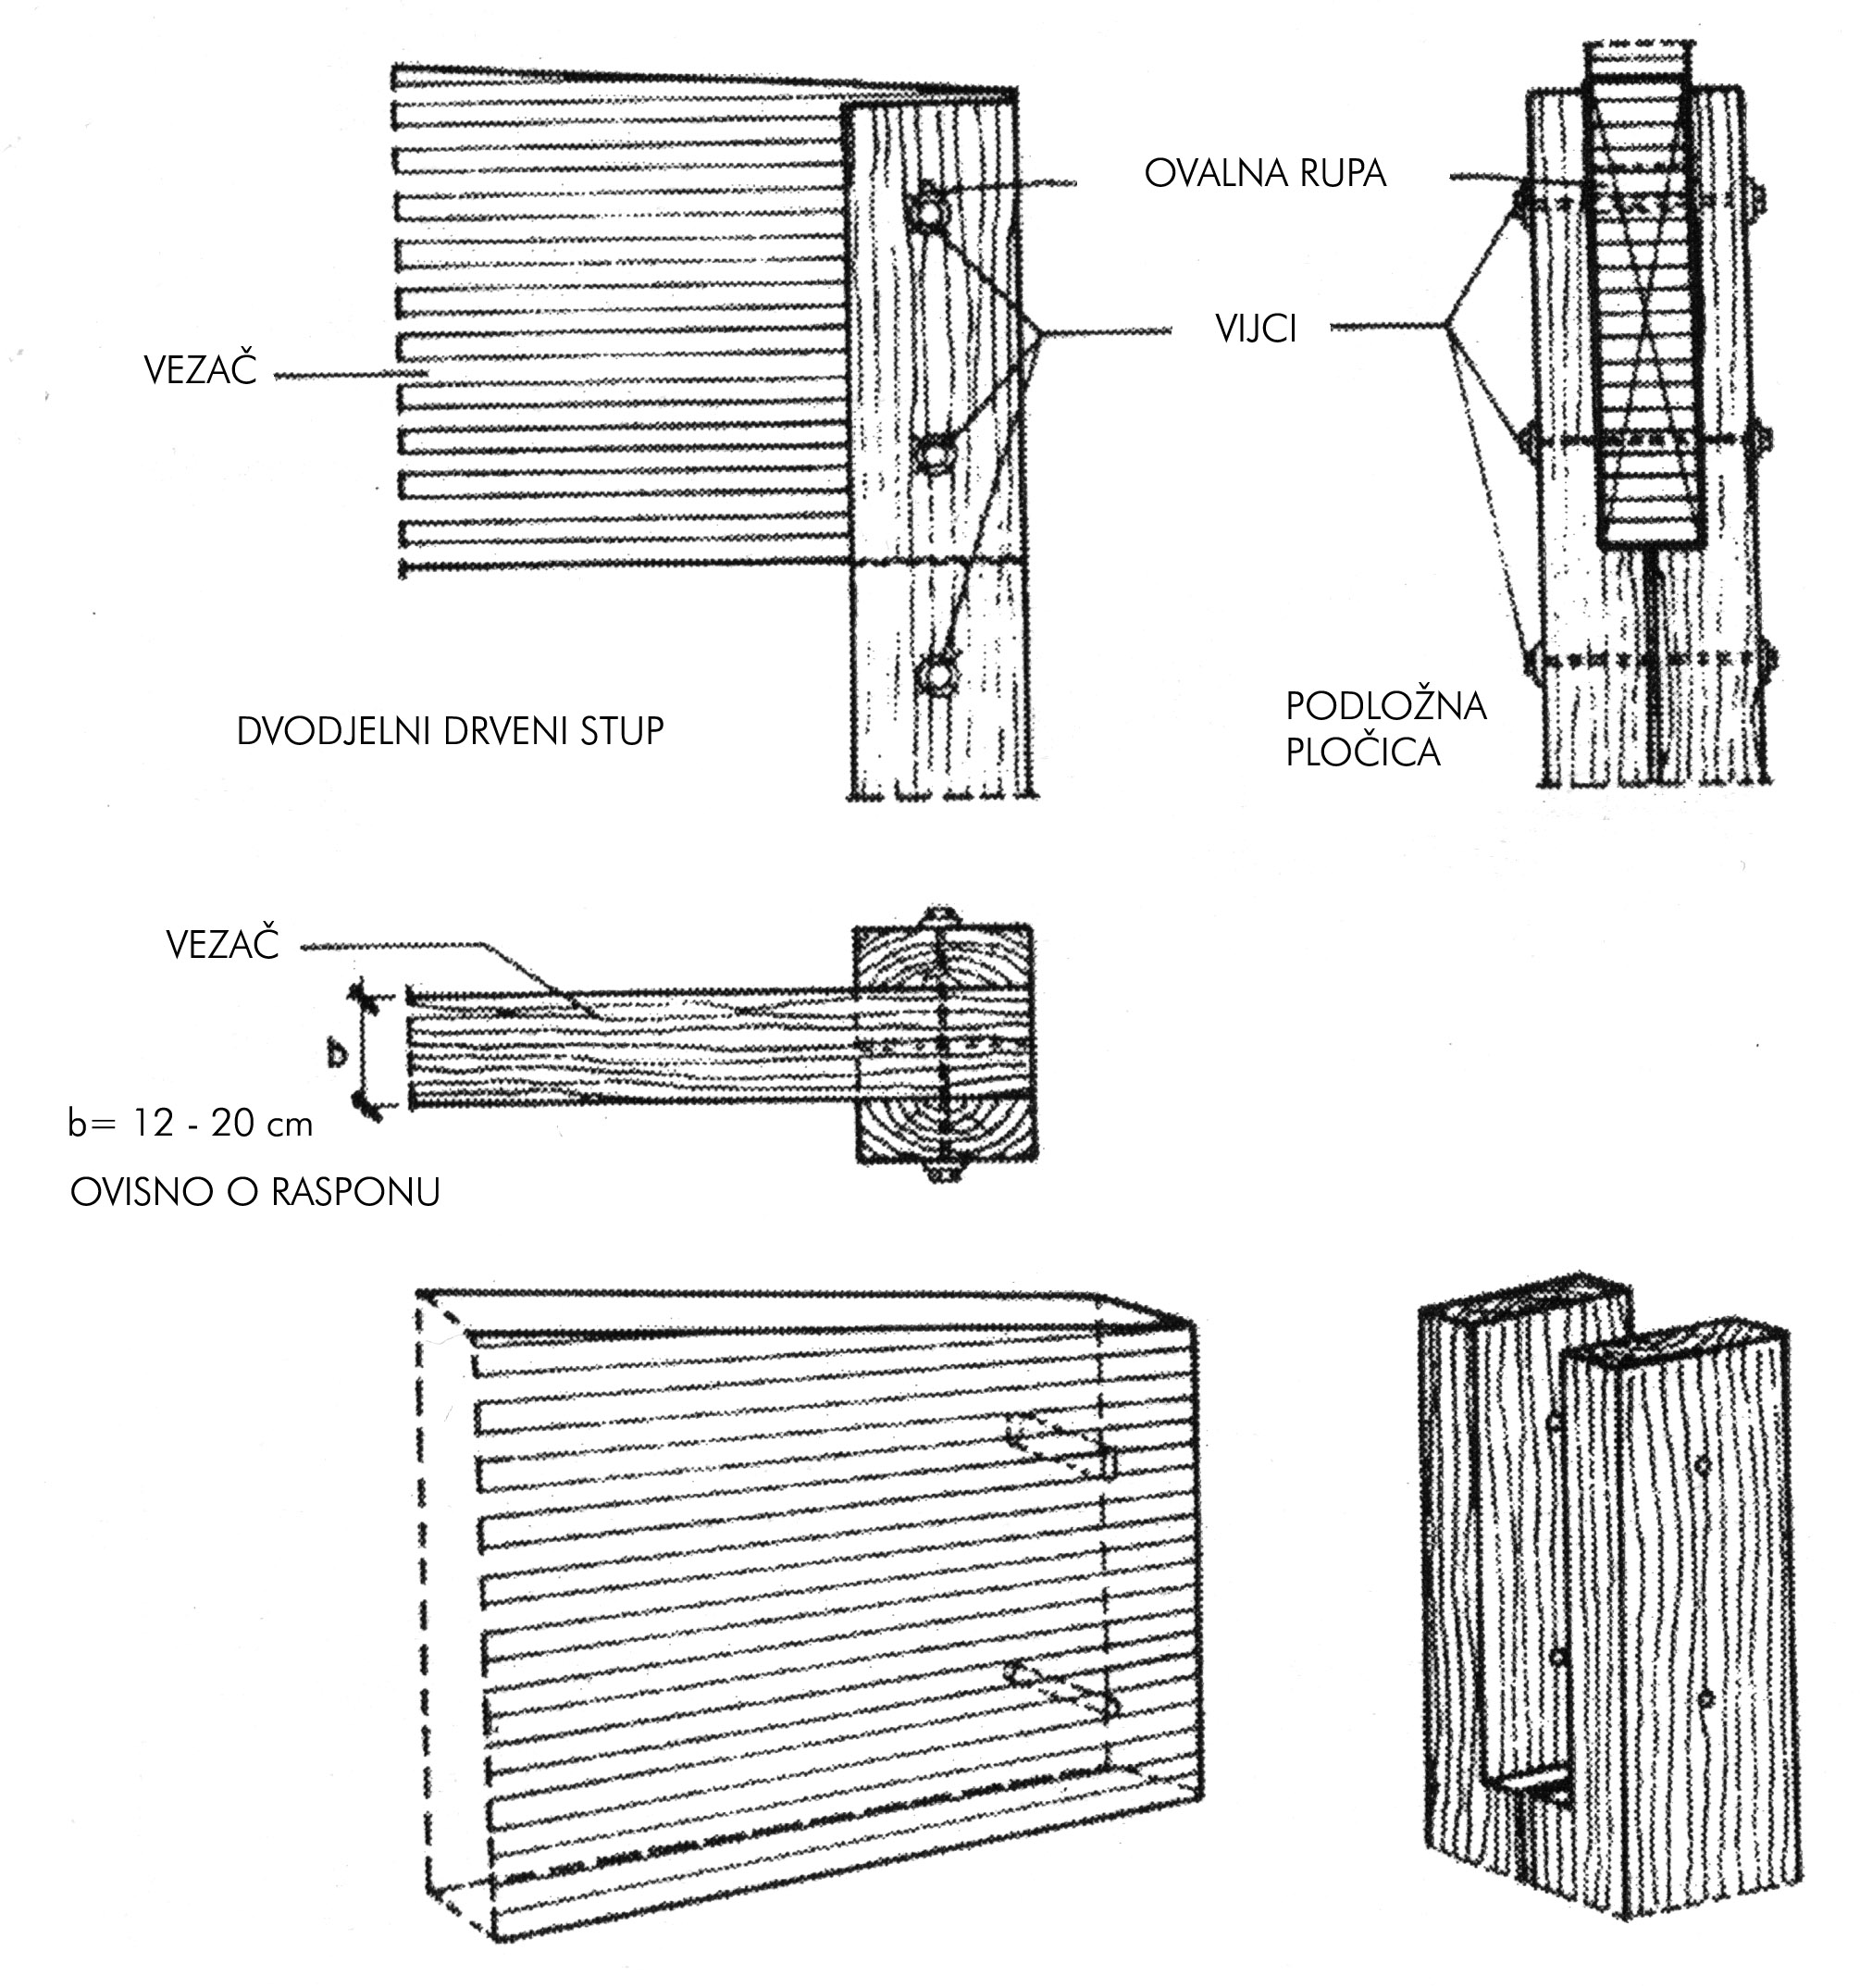 OVALNA RUPA
VIJCI
VEZAČ
DVODJELNI DRVENI STUP
PODLOŽNA
PLOČICA
VEZAČ
b
b= 12 - 20 cm
OVISNO O RASPONU